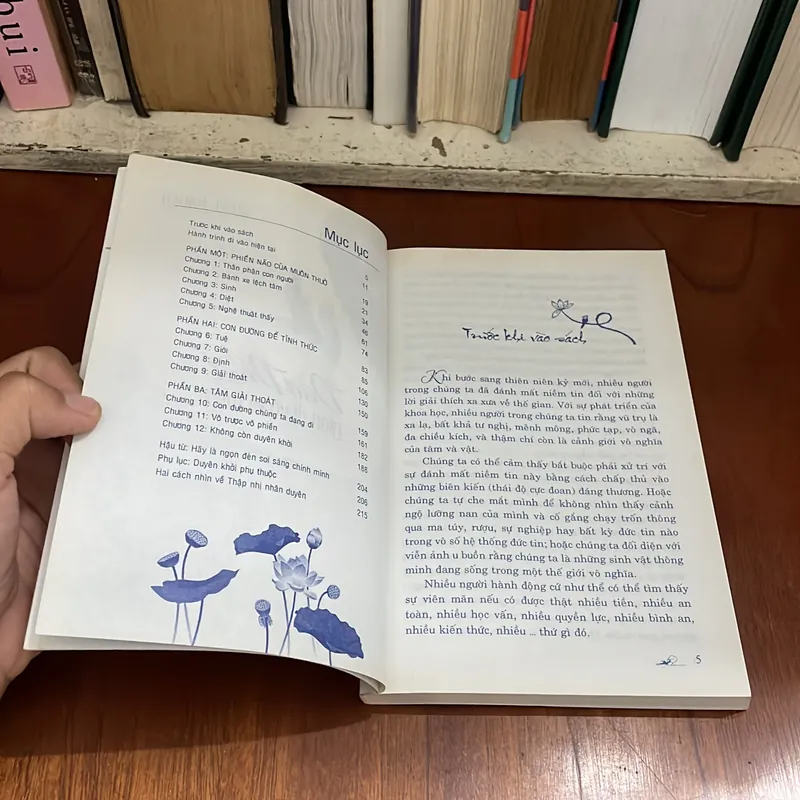 hui
Mục lục
Trước khi vào sách
Hành trình đi vào hiện tại
PHẦN MỘT: PHIỀN NÃO CỦA MUÔN THUỞ
Chương 1: Thân phận con người
Chương 2: Bánh xe lệch tâm
Chương 3: Sinh
Chương 4: Diệt
Chương 5: Nghệ thuật thấy
PHẦN HAI: CON ĐƯỜNG ĐỂ TỈNH THỨC
Chương 6: Tuệ
Chương 7: Giới
Chương 8: Định
Chương 9: Giải thoát
PHẦN BA: TÂM GIẢI THOÁT
Chương 10: Con đường chúng ta đang đi
Chương 11: Vô trược vô phiền
Chương 12: Không còn duyên khởi
Hậu từ: Hãy là ngọn đèn soi sáng chính mình
Phụ lục: Duyên khởi phụ thuộc
Hai cách nhìn về Thập nhị nhân duyên
5
11
19
21
34
61
74
83
85
106
130
150
159
161
182
188
204
206
215
Trước khi vào sách
Khi bước sang thiên niên kỷ mới, nhiều người
trong chúng ta đã đánh mất niềm tin đối với những
lời giải thích xa xưa về thế gian. Với sự phát triển của
khoa học, nhiều người trong chúng ta tin rằng vũ trụ là
xa lạ, bất khả tư nghị, mênh mông, phức tạp, vô ngã,
đa chiều kích, và thậm chí còn là cảnh giới vô nghĩa
của tâm và vật.
Chúng ta có thể cảm thấy bắt buộc phải xử trí với
sự đánh mất niềm tin này bằng cách chấp thủ vào
những biên kiến (thái độ cực đoan) đáng thương. Hoặc
chúng ta tự che mắt mình để không nhìn thấy cảnh
ngộ lưỡng nan của mình và cố gắng chạy trốn thông
qua ma túy, rượu, sự nghiệp hay bất kỳ đức tin nào
trong vô số hệ thống đức tin; hoặc chúng ta đối diện với
viễn ảnh u buồn rằng chúng ta là những sinh vật thông
minh đang sống trong một thế giới vô nghĩa.
Nhiều người hành động cứ như thể có thể tìm thấy
sự viên mãn nếu có được thật nhiều tiền, nhiều an
toàn, nhiều học vấn, nhiều quyền lực, nhiều bình an,
nhiều kiến thức, nhiều ... thứ gì đó.
5